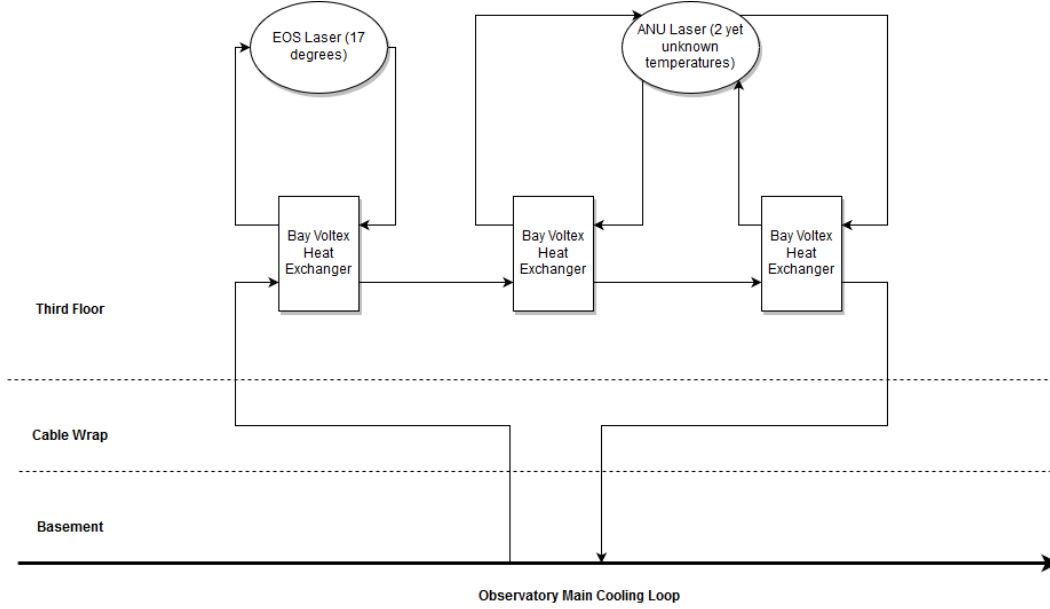 EOS Laser (17
degrees)
ANU Laser (2 yet
unknown
temperatures)
Bay Voltex
Heat
Exchanger
Bay Voltex
Heat
Exchanger
Bay Voltex
Heat
Exchanger
Third Floor
Cable Wrap
Basement
Observatory Main Cooling Loop